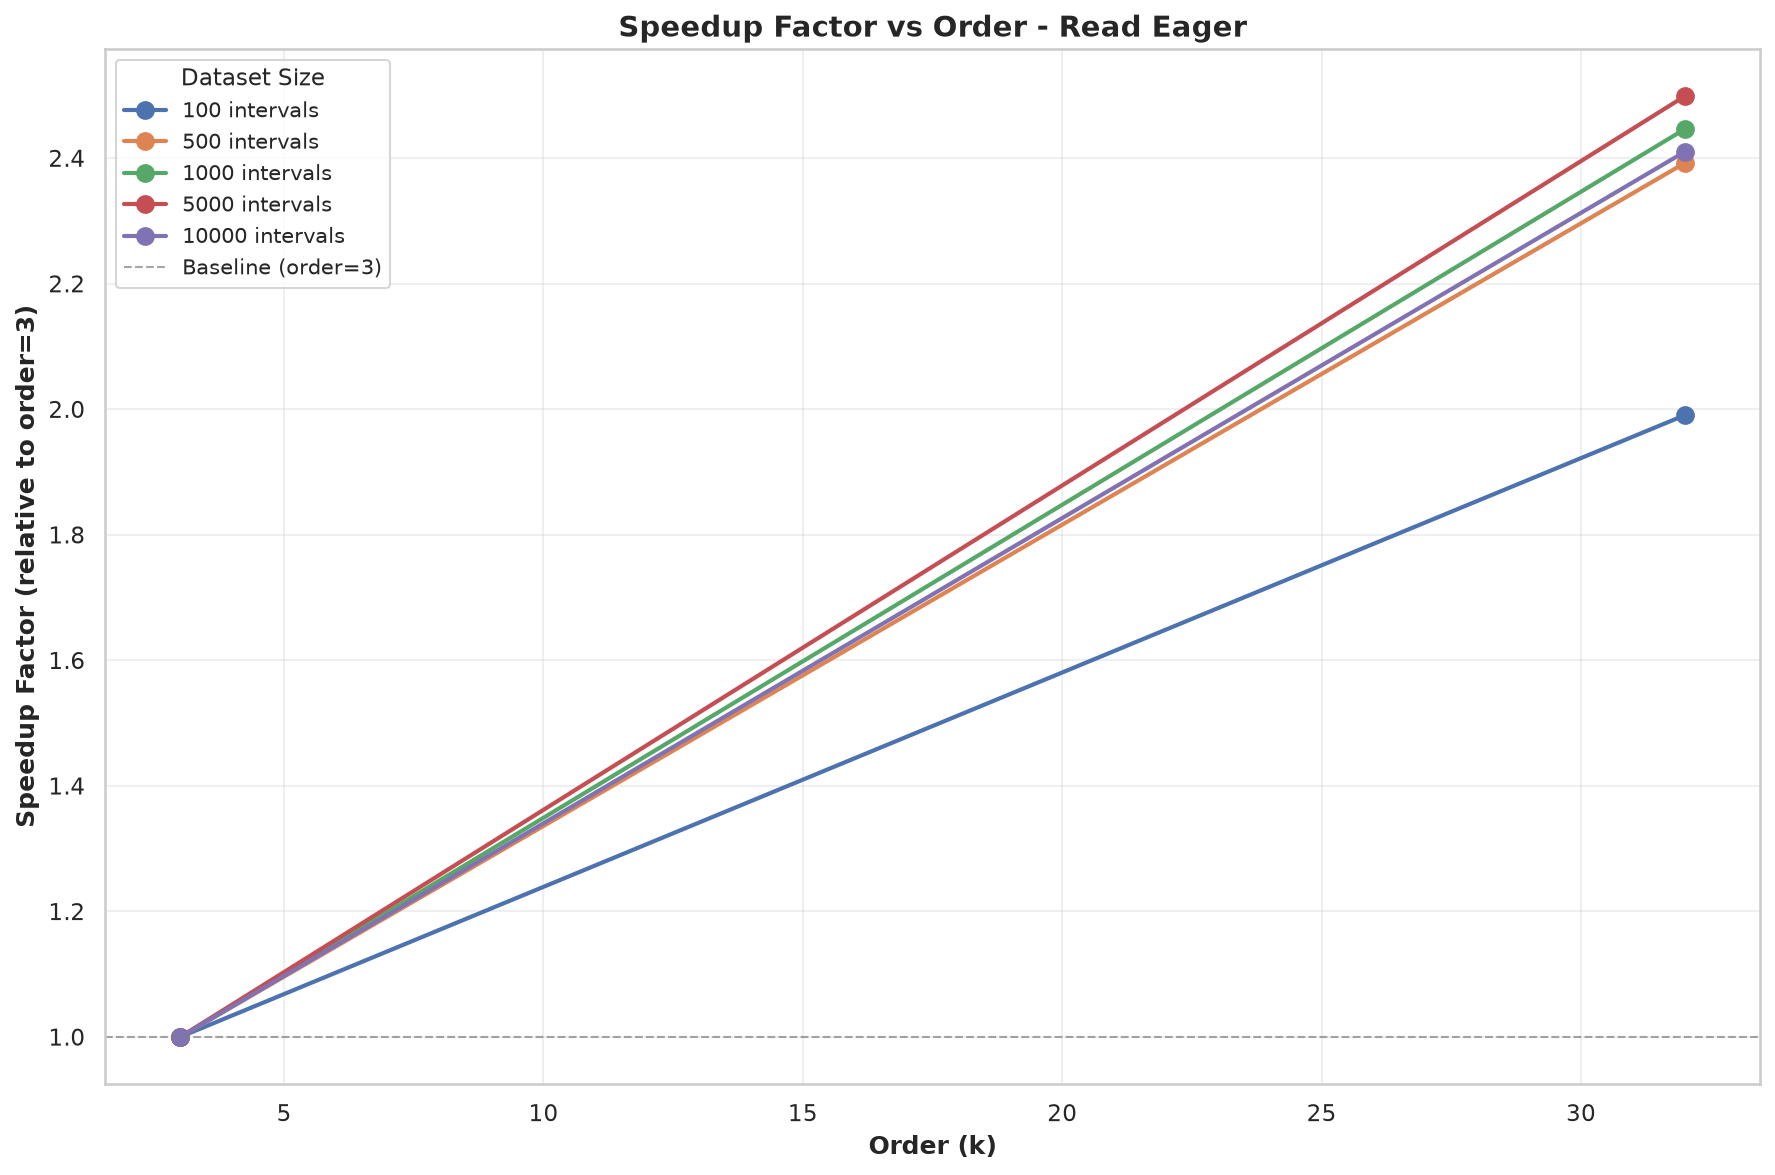 Speedup Factor vs Order - Read Eager
Dataset Size
100 intervals
500 intervals
1000 intervals
5000 intervals
10000 intervals
Baseline (order=3)
Speedup Factor (relative to order=3)
2.4
2.2
2.0
1.8
1.6
1.4
1.2
1.0
5 10 15 20 25 30
Order (k)